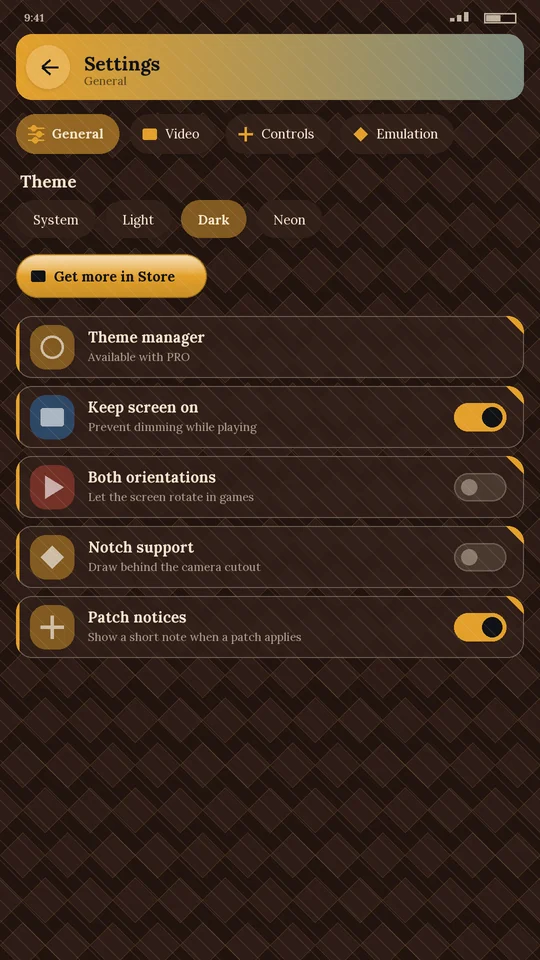 9:41
Settings
General
General
Video
Controls
Emulation
Theme
System
Light
Dark
Neon
Get more in Store
Theme manager
Available with PRO
Keep screen on
Prevent dimming while playing
Both orientations
Let the screen rotate in games
Notch support
Draw behind the camera cutout
Patch notices
Show a short note when a patch applies